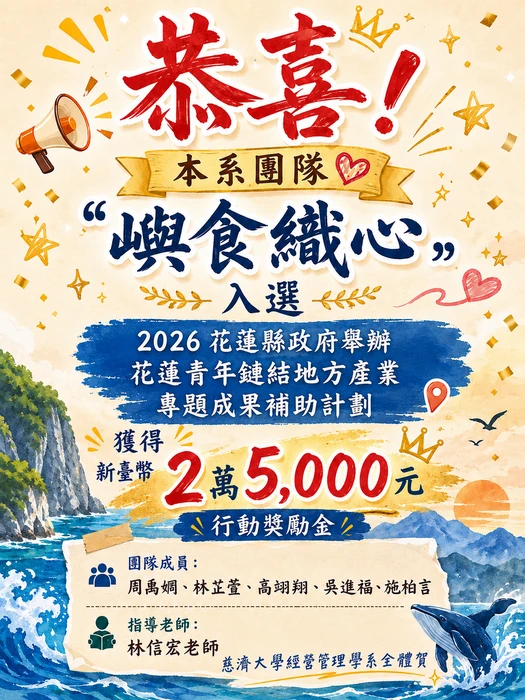 恭喜！
本系團隊
“嶼食織心”
入選
2026 花蓮縣政府舉辦
花蓮青年鏈結地方產業
專題成果補助計劃
獲得
新臺幣 2萬5,000元
行動獎勵金
團隊成員：
周禹嫺、林芷萱、高翊翔、吳進福、施柏言
指導老師：
林信宏老師
慈濟大學經營管理學系全體賀